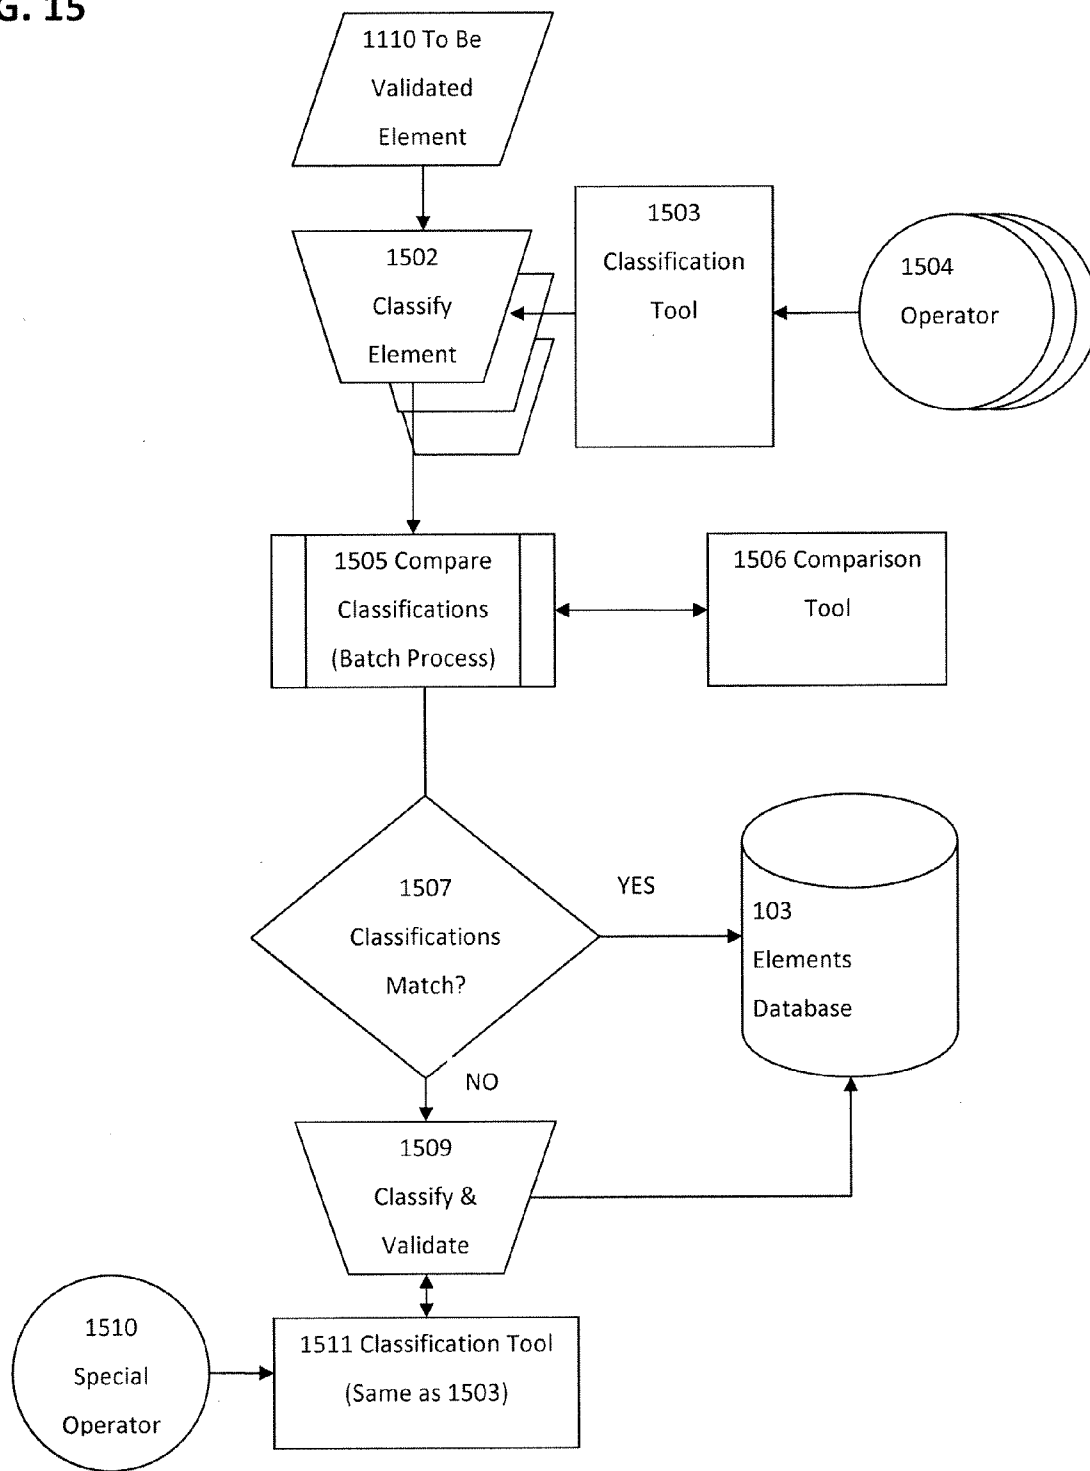 G. 15
1110 To Be
Validated
Element
1502
Classify
Element
1503
Classification
Tool
1504
Operator
1505 Compare
Classifications
(Batch Process)
1506 Comparison
Tool
1507
Classifications
Match?
YES
103
Elements
Database
NO
1509
Classify &
Validate
1510
Special
Operator
1511 Classification Tool
(Same as 1503)